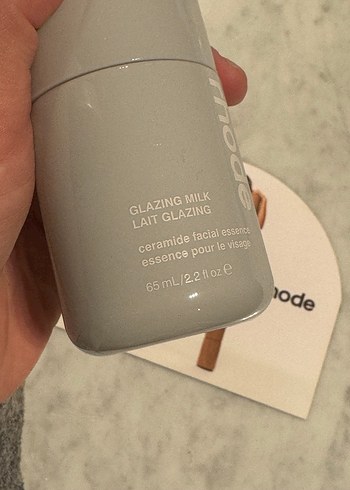 GLAZING MILK
LAIT GLAZING
ceramide facial essence
essence pour le visage
65 mL/2.2 fl oz ℮